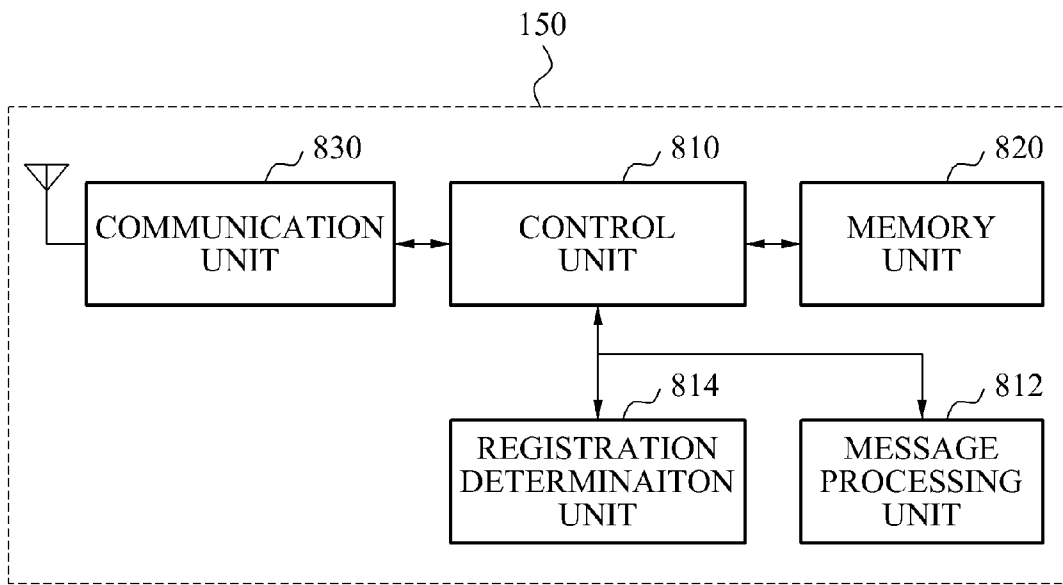 150
830
810
820
COMMUNICATION
UNIT
CONTROL
UNIT
MEMORY
UNIT
814
812
REGISTRATION
DETERMINAITON
UNIT
MESSAGE
PROCESSING
UNIT